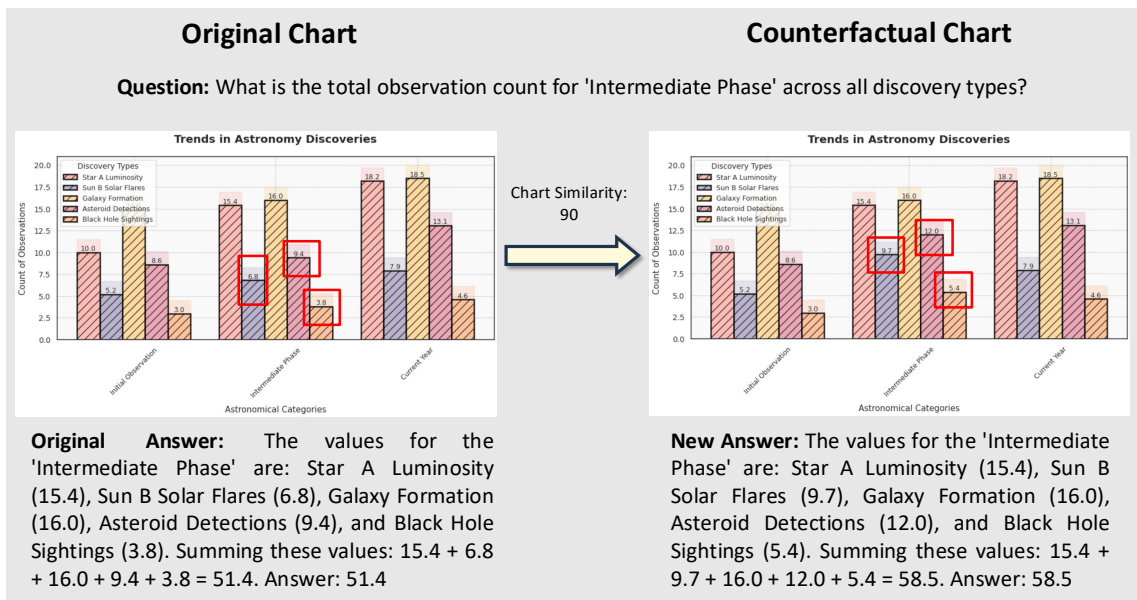 Original Chart
Counterfactual Chart
Question: What is the total observation count for 'Intermediate Phase' across all discovery types?
Trends in Astronomy Discoveries
20.0
17.5
15.0
12.5
10.0
7.5
5.0
2.5
0.0
Count of Observations
Discovery Types
Star A Luminosity
Sun B Solar Flares
Galaxy Formation
Asteroid Detections
Black Hole Sightings
10.0
5.2
8.6
3.0
15.4
6.8
16.0
9.4
3.8
18.2
7.9
18.5
13.1
4.6
Initial Observation
Intermediate Phase
Current Year
Astronomical Categories
Chart Similarity:
90
Trends in Astronomy Discoveries
20.0
17.5
15.0
12.5
10.0
7.5
5.0
2.5
0.0
Count of Observations
Discovery Types
Star A Luminosity
Sun B Solar Flares
Galaxy Formation
Asteroid Detections
Black Hole Sightings
10.0
5.2
8.6
3.0
15.4
9.7
16.0
12.0
5.4
18.2
7.9
18.5
13.1
4.6
Initial Observation
Intermediate Phase
Current Year
Astronomical Categories
Original Answer: The values for the
'Intermediate Phase' are: Star A Luminosity
(15.4), Sun B Solar Flares (6.8), Galaxy Formation
(16.0), Asteroid Detections (9.4), and Black Hole
Sightings (3.8). Summing these values: 15.4 + 6.8
+ 16.0 + 9.4 + 3.8 = 51.4. Answer: 51.4
New Answer: The values for the 'Intermediate
Phase' are: Star A Luminosity (15.4), Sun B
Solar Flares (9.7), Galaxy Formation (16.0),
Asteroid Detections (12.0), and Black Hole
Sightings (5.4). Summing these values: 15.4 +
9.7 + 16.0 + 12.0 + 5.4 = 58.5. Answer: 58.5